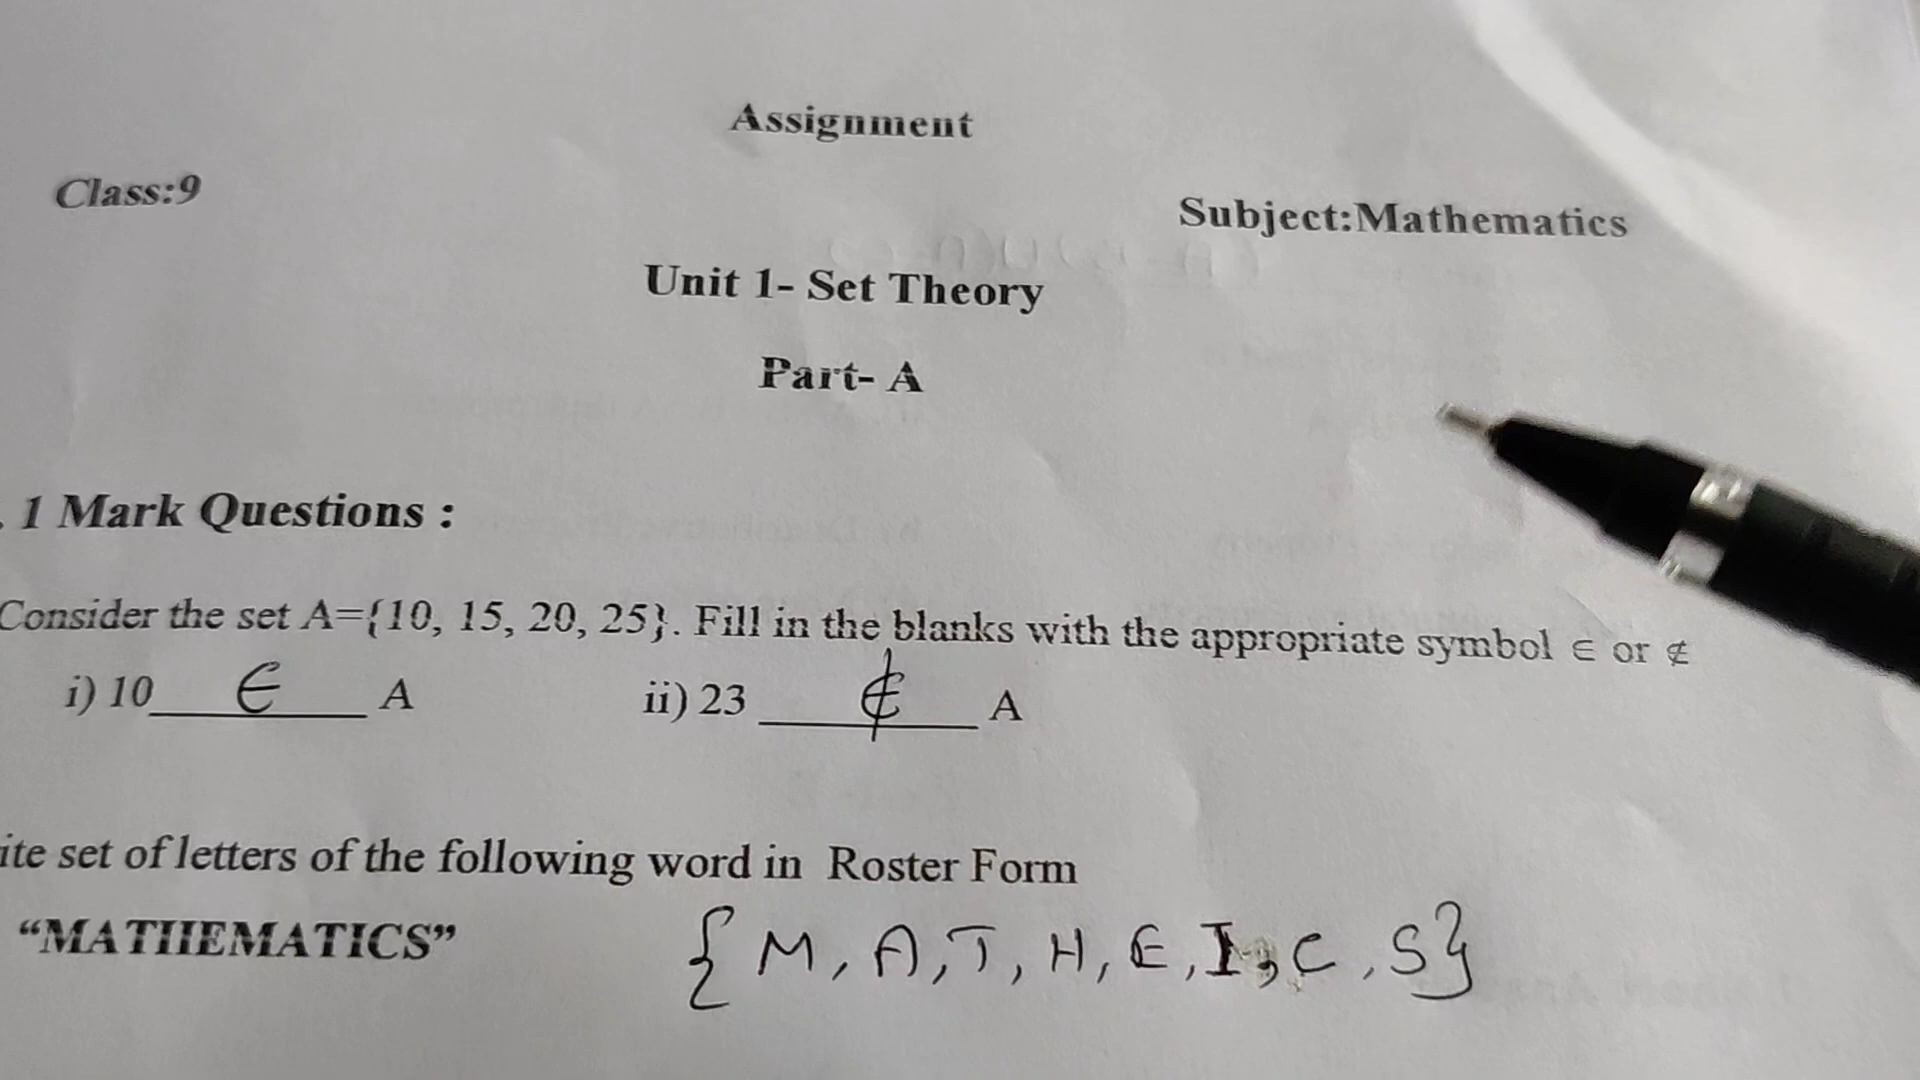 Assignment
Class:9
Subject:Mathematics
Unit 1- Set Theory
Part- A
1 Mark Questions :
Consider the set A={10, 15, 20, 25}. Fill in the blanks with the appropriate symbol ∈ or ∉
i) 10 ∈ A ii) 23 ∉ A
ite set of letters of the following word in Roster Form
“MATHEMATICS” { M, A, T, H, E, I, C, S}